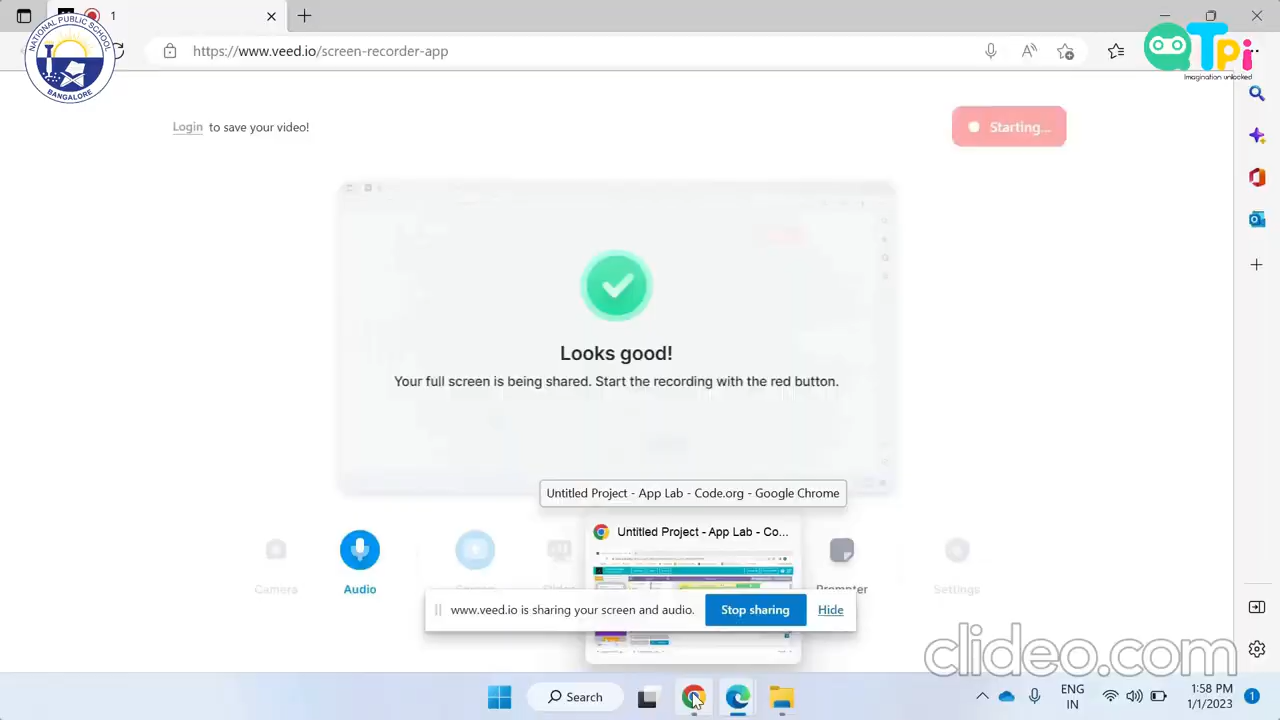 1
https://www.veed.io/screen-recorder-app
NATIONAL PUBLIC SCHOOL
BANGALORE
Tpi
Imagination unlocked
Login to save your video!
Starting...
Looks good!
Your full screen is being shared. Start the recording with the red button.
Untitled Project - App Lab - Code.org - Google Chrome
Untitled Project - App Lab - Co...
Camera
Audio
Prompter
Settings
www.veed.io is sharing your screen and audio.
Stop sharing
Hide
clideo.com
Search
ENG
IN
1:58 PM
1/1/2023
1